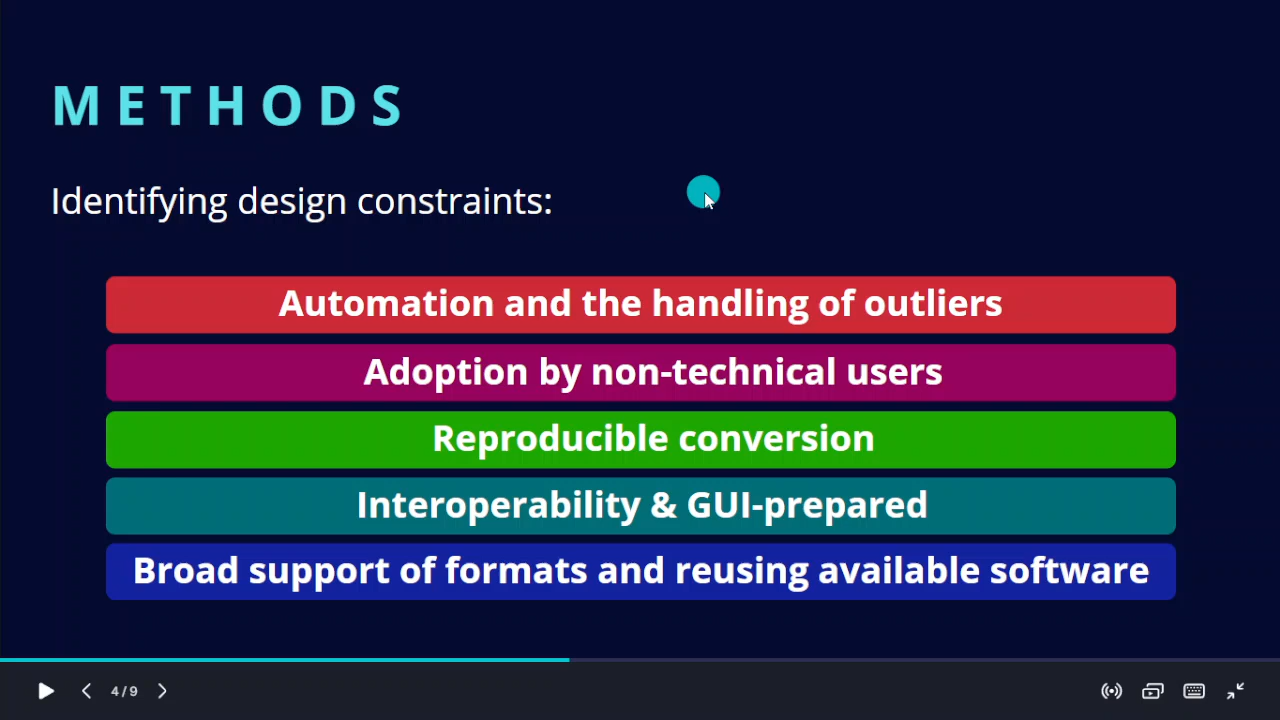 METHODS
Identifying design constraints:
Automation and the handling of outliers
Adoption by non-technical users
Reproducible conversion
Interoperability & GUI-prepared
Broad support of formats and reusing available software
4/9